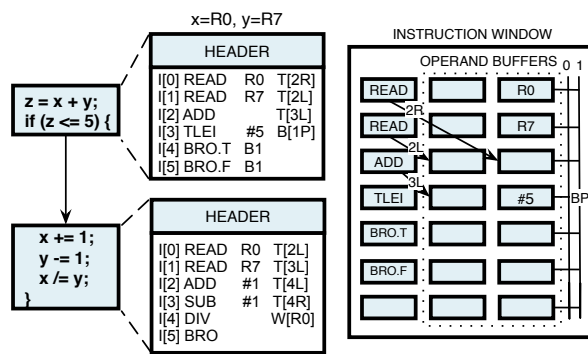 x=R0, y=R7
HEADER
z = x + y;
if (z <= 5) {
I[0] READ R0 T[2R]
I[1] READ R7 T[2L]
I[2] ADD T[3L]
I[3] TLEI #5 B[1P]
I[4] BRO.T B1
I[5] BRO.F B1
x += 1;
y -= 1;
x /= y;
}
HEADER
I[0] READ R0 T[2L]
I[1] READ R7 T[3L]
I[2] ADD #1 T[4L]
I[3] SUB #1 T[4R]
I[4] DIV W[R0]
I[5] BRO
INSTRUCTION WINDOW
OPERAND BUFFERS 0 1
READ R0
2R
READ R7
2L
ADD
3L
TLEI #5 BP
BRO.T
BRO.F